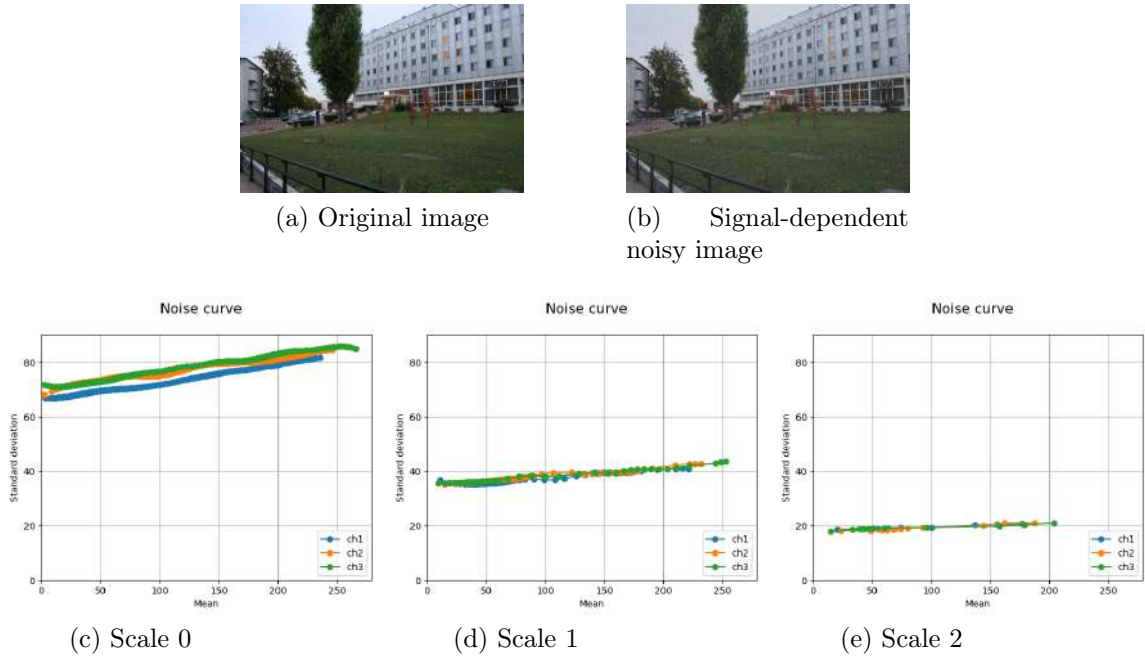 (a) Original image
(b) Signal-dependent
noisy image
Noise curve
80
60
40
20
0
Standard deviation
0 50 100 150 200 250
Mean
ch1
ch2
ch3
(c) Scale 0
Noise curve
80
60
40
20
0
Standard deviation
0 50 100 150 200 250
Mean
ch1
ch2
ch3
(d) Scale 1
Noise curve
80
60
40
20
0
Standard deviation
0 50 100 150 200 250
Mean
ch1
ch2
ch3
(e) Scale 2